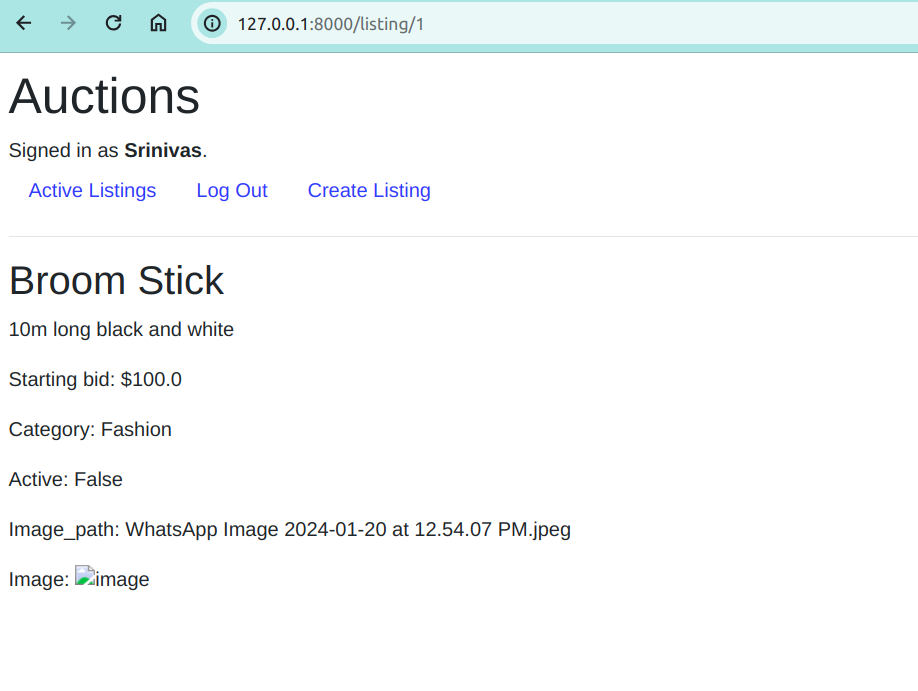 127.0.0.1:8000/listing/1
Auctions
Signed in as Srinivas.
Active Listings Log Out Create Listing
Broom Stick
10m long black and white
Starting bid: $100.0
Category: Fashion
Active: False
Image_path: WhatsApp Image 2024-01-20 at 12.54.07 PM.jpeg
Image: image